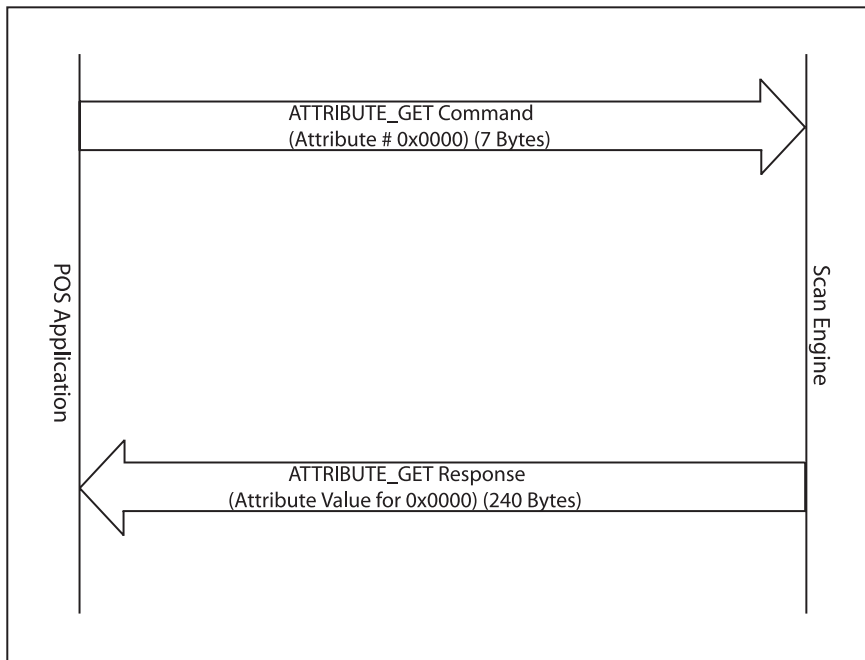 ATTRIBUTE_GET Command
(Attribute # 0x0000) (7 Bytes)
POS Application
Scan Engine
ATTRIBUTE_GET Response
(Attribute Value for 0x0000) (240 Bytes)